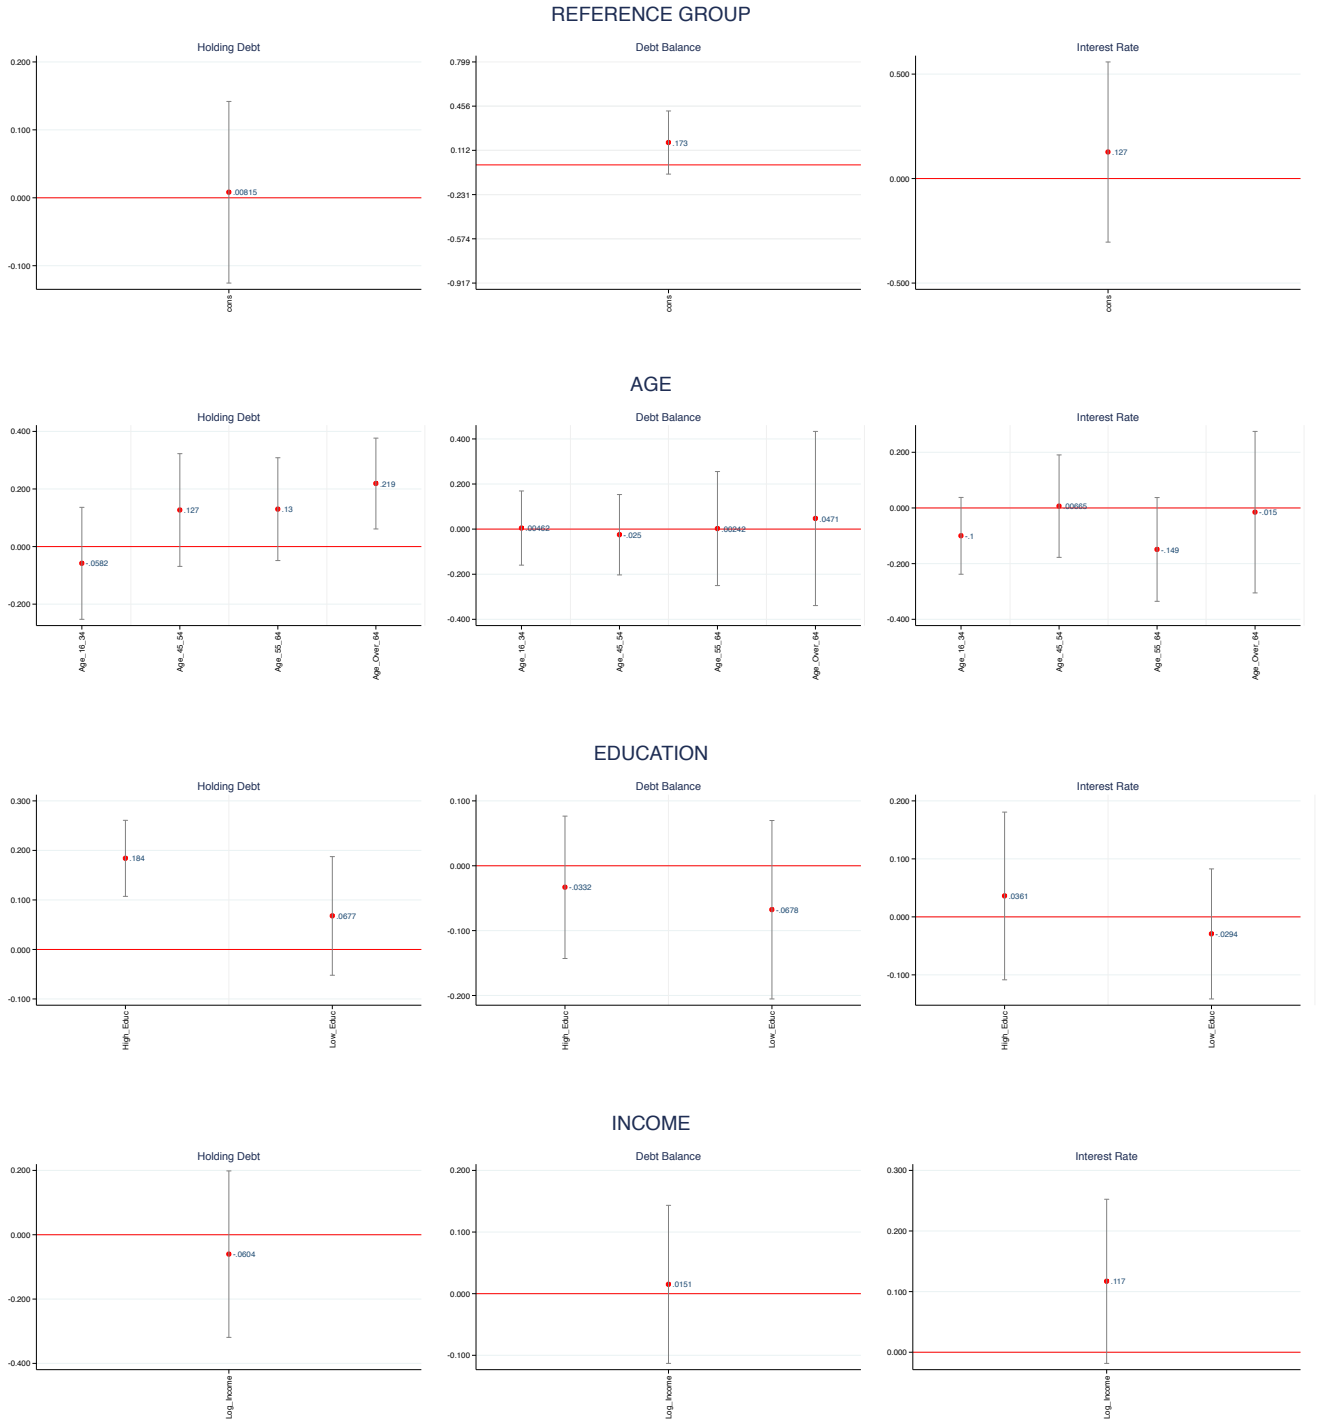 REFERENCE GROUP
Holding Debt
Debt Balance
Interest Rate
0.200
0.100
0.000
-0.100
.00815
cons
0.799
0.456
0.112
-0.231
-0.574
-0.917
.173
cons
0.500
0.000
-0.500
.127
cons
AGE
Holding Debt
Debt Balance
Interest Rate
0.400
0.200
0.000
-0.200
-.0582
.127
.13
.219
Age_16_34
Age_45_54
Age_55_64
Age_Over_64
0.400
0.200
0.000
-0.200
-0.400
.00462
-.025
.00242
.0471
Age_16_34
Age_45_54
Age_55_64
Age_Over_64
0.200
0.000
-0.200
-0.400
-.1
.00665
-.149
-.015
Age_16_34
Age_45_54
Age_55_64
Age_Over_64
EDUCATION
Holding Debt
Debt Balance
Interest Rate
0.300
0.200
0.100
0.000
-0.100
.184
.0677
High_Educ
Low_Educ
0.100
0.000
-0.100
-0.200
-.0332
-.0678
High_Educ
Low_Educ
0.200
0.100
0.000
-0.100
.0361
-.0294
High_Educ
Low_Educ
INCOME
Holding Debt
Debt Balance
Interest Rate
0.200
0.000
-0.200
-0.400
-.0604
Log_Income
0.200
0.100
0.000
-0.100
.0151
Log_Income
0.300
0.200
0.100
0.000
.117
Log_Income